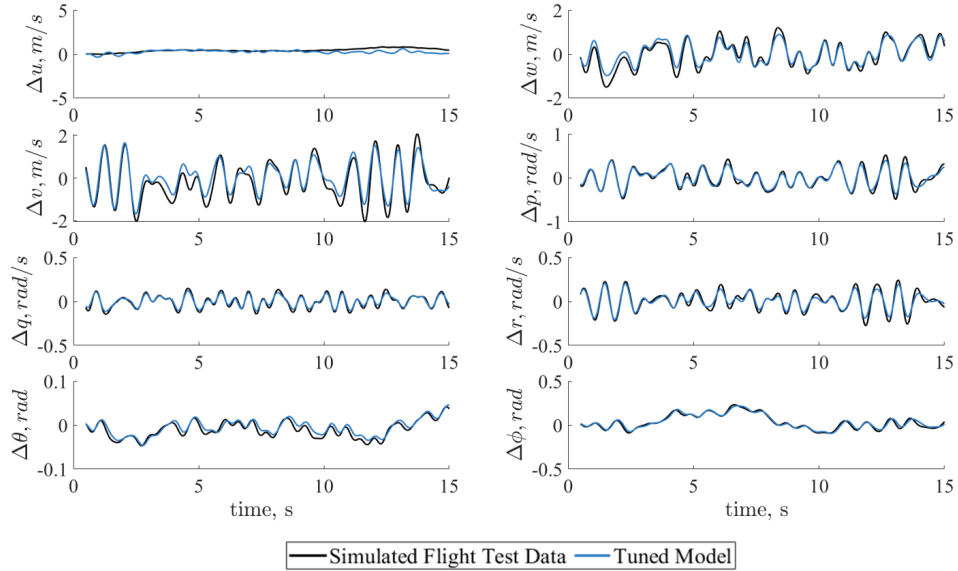 5
0
-5
Δu, m/s
0 5 10 15
2
0
-2
Δw, m/s
0 5 10 15
2
0
-2
Δv, m/s
0 5 10 15
1
0
-1
Δp, rad/s
0 5 10 15
0.5
0
-0.5
Δq, rad/s
0 5 10 15
0.5
0
-0.5
Δr, rad/s
0 5 10 15
0.1
0
-0.1
Δθ, rad
0 5 10 15
time, s
0.5
0
-0.5
Δϕ, rad
0 5 10 15
time, s
Simulated Flight Test Data Tuned Model